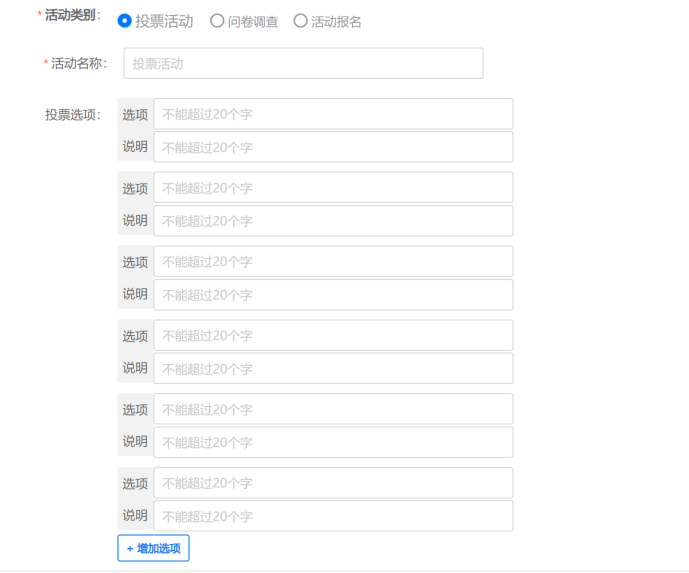 * 活动类别： 投票活动 问卷调查 活动报名
* 活动名称： 投票活动
投票选项： 选项 不能超过20个字
说明 不能超过20个字
选项 不能超过20个字
说明 不能超过20个字
选项 不能超过20个字
说明 不能超过20个字
选项 不能超过20个字
说明 不能超过20个字
选项 不能超过20个字
说明 不能超过20个字
选项 不能超过20个字
说明 不能超过20个字
+ 增加选项